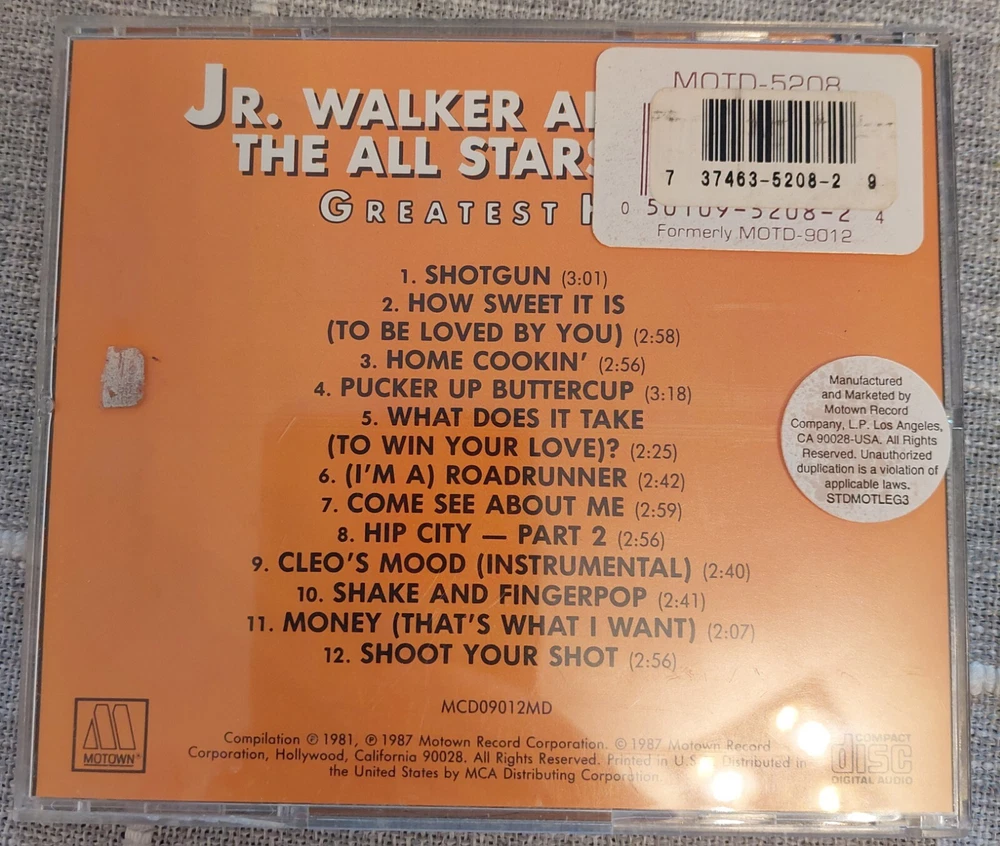 JR. WALKER
THE ALL STARS
GREATEST
MOTD-5208
7 37463-5208-2 9
0 50109-5208-2 4
Formerly MOTD-9012
1. SHOTGUN (3:01)
2. HOW SWEET IT IS
(TO BE LOVED BY YOU) (2:58)
3. HOME COOKIN' (2:56)
4. PUCKER UP BUTTERCUP (3:18)
5. WHAT DOES IT TAKE
(TO WIN YOUR LOVE)? (2:25)
6. (I'M A) ROADRUNNER (2:42)
7. COME SEE ABOUT ME (2:59)
8. HIP CITY — PART 2 (2:56)
9. CLEO'S MOOD (INSTRUMENTAL) (2:40)
10. SHAKE AND FINGERPOP (2:41)
11. MONEY (THAT'S WHAT I WANT) (2:07)
12. SHOOT YOUR SHOT (2:56)
Manufactured
and Marketed by
Motown Record
Company, L.P. Los Angeles,
CA 90028-USA. All Rights
Reserved. Unauthorized
duplication is a violation of
applicable laws.
STDMOTLEG3
MCD09012MD
MOTOWN®
Compilation ℗ 1981, ℗ 1987 Motown Record Corporation. © 1987 Motown Record
Corporation, Hollywood, California 90028. All Rights Reserved. Printed in U.S. Distributed in
the United States by MCA Distributing Corporation.
COMPACT
disc
DIGITAL AUDIO